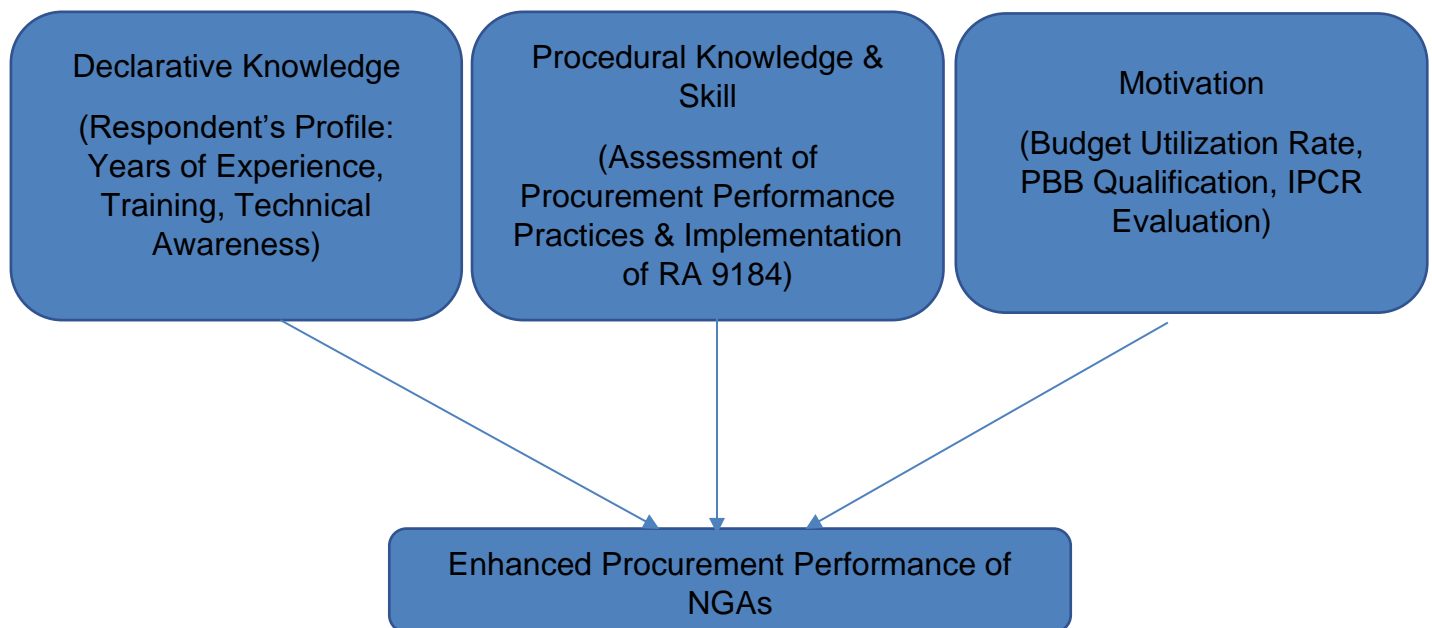 Declarative Knowledge
(Respondent’s Profile:
Years of Experience,
Training, Technical
Awareness)
Procedural Knowledge &
Skill
(Assessment of
Procurement Performance
Practices & Implementation
of RA 9184)
Motivation
(Budget Utilization Rate,
PBB Qualification, IPCR
Evaluation)
Enhanced Procurement Performance of
NGAs